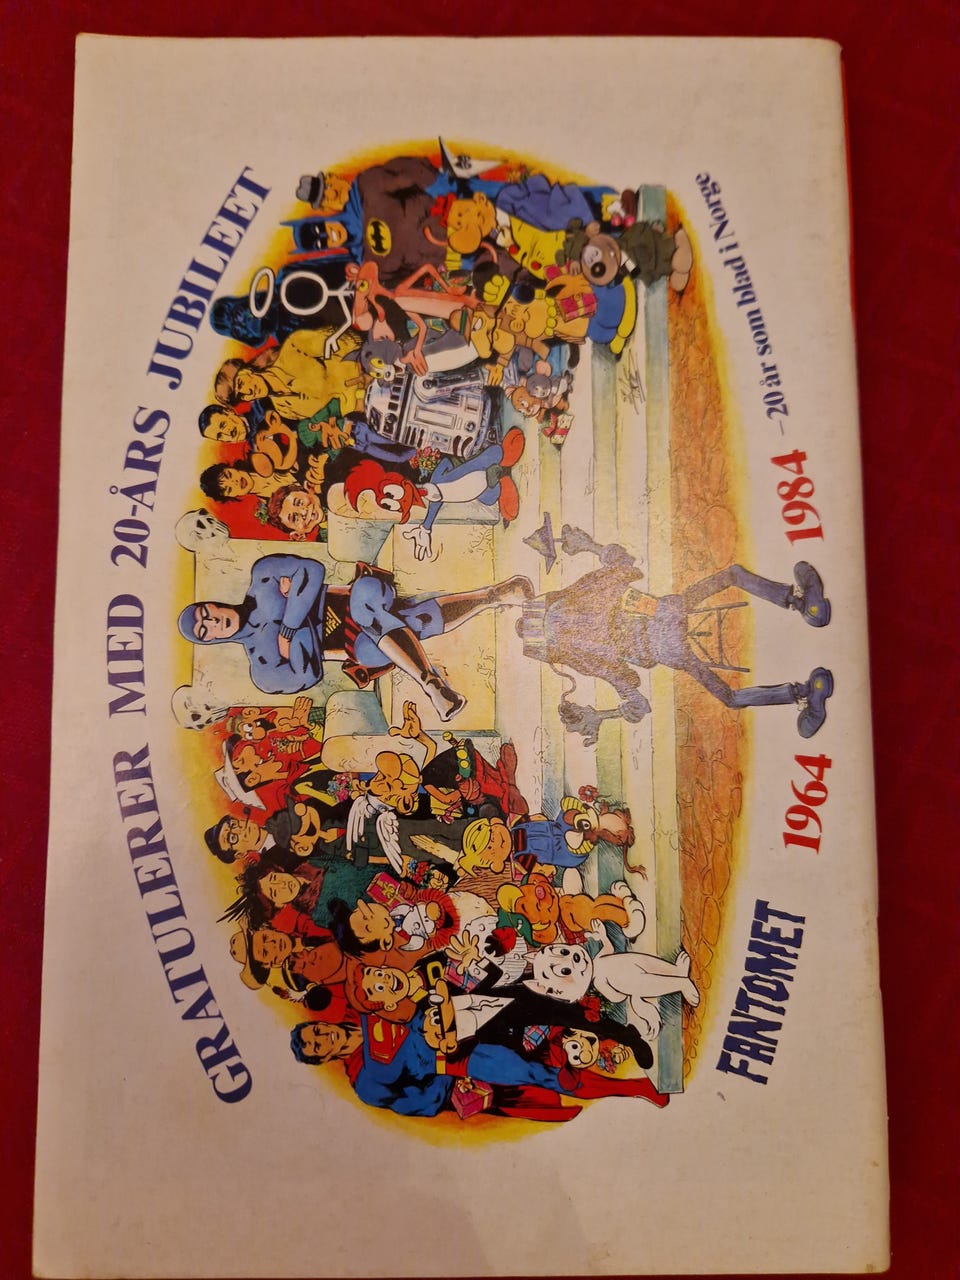 GRATULERER MED 20-ÅRS JUBILEET
FANTOMET
1964
1984
– 20 år som blad i Norge